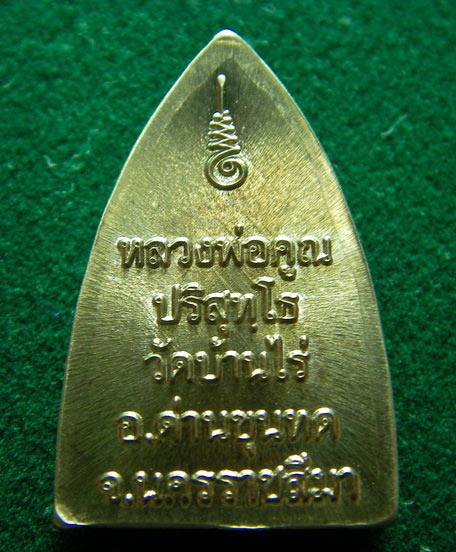 หลวงพ่อคูณ
ปริสุทฺโธ
วัดบ้านไร่
อ.ด่านขุนทด
จ.นครราชสีมา